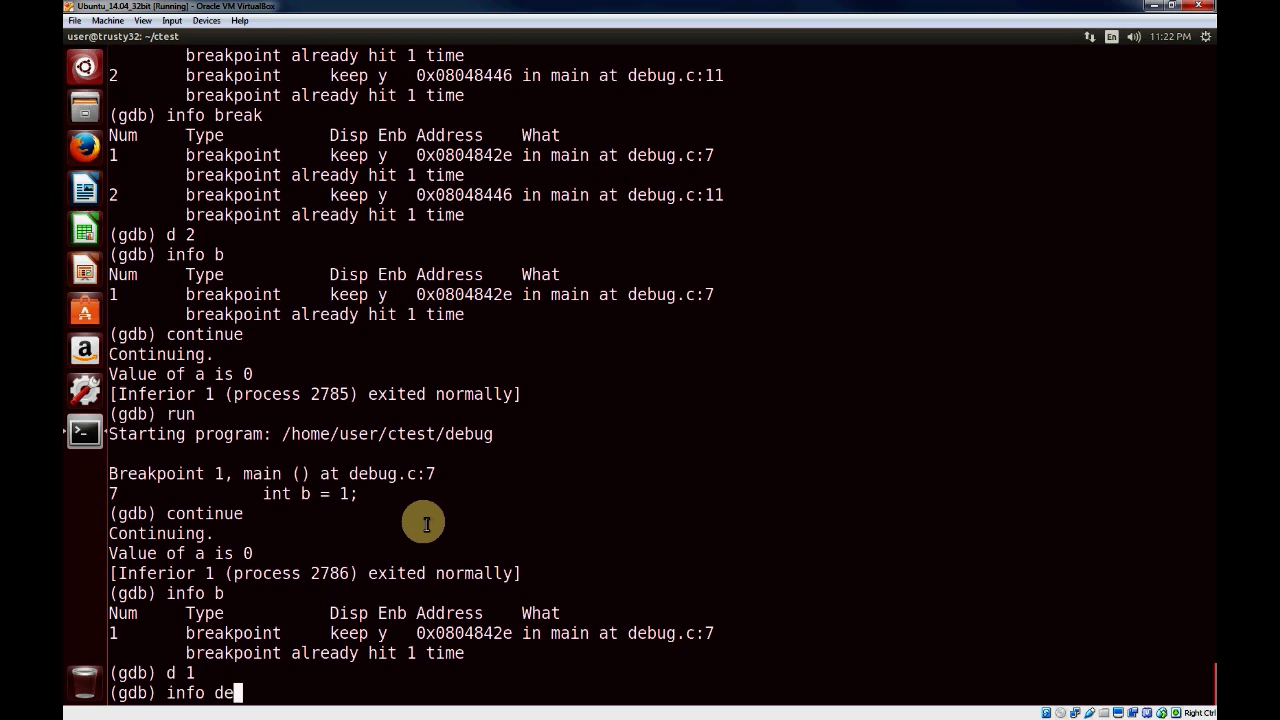 Ubuntu_14.04_32bit [Running] - Oracle VM VirtualBox
File Machine View Input Devices Help
user@trusty32: ~/ctest En 11:22 PM
breakpoint already hit 1 time
2 breakpoint keep y 0x08048446 in main at debug.c:11
breakpoint already hit 1 time
(gdb) info break
Num Type Disp Enb Address What
1 breakpoint keep y 0x0804842e in main at debug.c:7
breakpoint already hit 1 time
2 breakpoint keep y 0x08048446 in main at debug.c:11
breakpoint already hit 1 time
(gdb) d 2
(gdb) info b
Num Type Disp Enb Address What
1 breakpoint keep y 0x0804842e in main at debug.c:7
breakpoint already hit 1 time
(gdb) continue
Continuing.
Value of a is 0
[Inferior 1 (process 2785) exited normally]
(gdb) run
Starting program: /home/user/ctest/debug
Breakpoint 1, main () at debug.c:7
7 int b = 1;
(gdb) continue
Continuing.
Value of a is 0
[Inferior 1 (process 2786) exited normally]
(gdb) info b
Num Type Disp Enb Address What
1 breakpoint keep y 0x0804842e in main at debug.c:7
breakpoint already hit 1 time
(gdb) d 1
(gdb) info de
Right Ctrl